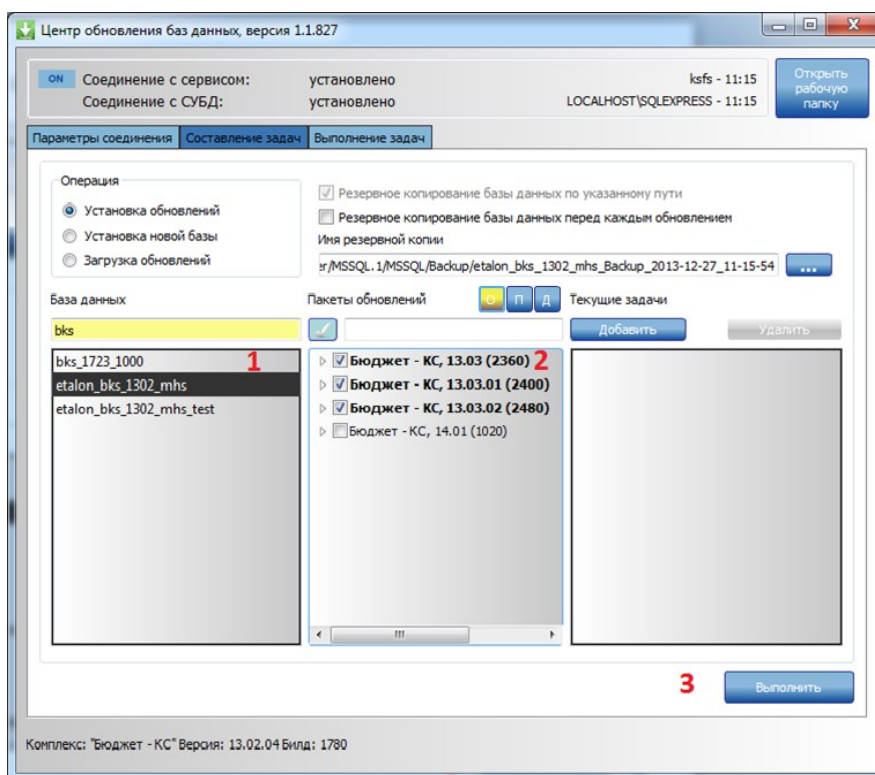 Центр обновления баз данных, версия 1.1.827
ON Соединение с сервисом: установлено ksfs - 11:15
Соединение с СУБД: установлено LOCALHOST\SQLEXPRESS - 11:15
Открыть
рабочую
папку
Параметры соединения Составление задач Выполнение задач
Операция
Установка обновлений
Установка новой базы
Загрузка обновлений
Резервное копирование базы данных по указанному пути
Резервное копирование базы данных перед каждым обновлением
Имя резервной копии
er/MSSQL.1/MSSQL/Backup/etalon_bks_1302_mhs_Backup_2013-12-27_11-15-54 ...
База данных
bks
bks_1723_1000 1
etalon_bks_1302_mhs
etalon_bks_1302_mhs_test
Пакеты обновлений О П Д
Бюджет - КС, 13.03 (2360) 2
Бюджет - КС, 13.03.01 (2400)
Бюджет - КС, 13.03.02 (2480)
Бюджет - КС, 14.01 (1020)
Текущие задачи
Добавить Удалить
3 Выполнить
Комплекс: "Бюджет - КС" Версия: 13.02.04 Билд: 1780